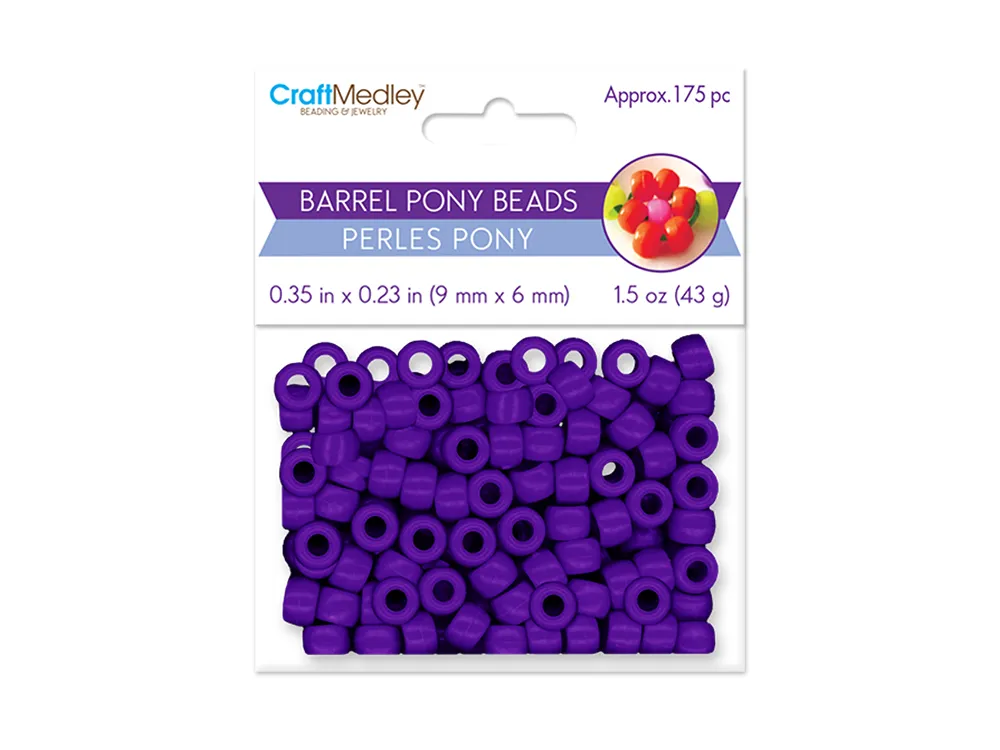 CraftMedley™
BEADING & JEWELRY
Approx.175 pc
BARREL PONY BEADS
PERLES PONY
0.35 in x 0.23 in (9 mm x 6 mm)
1.5 oz (43 g)